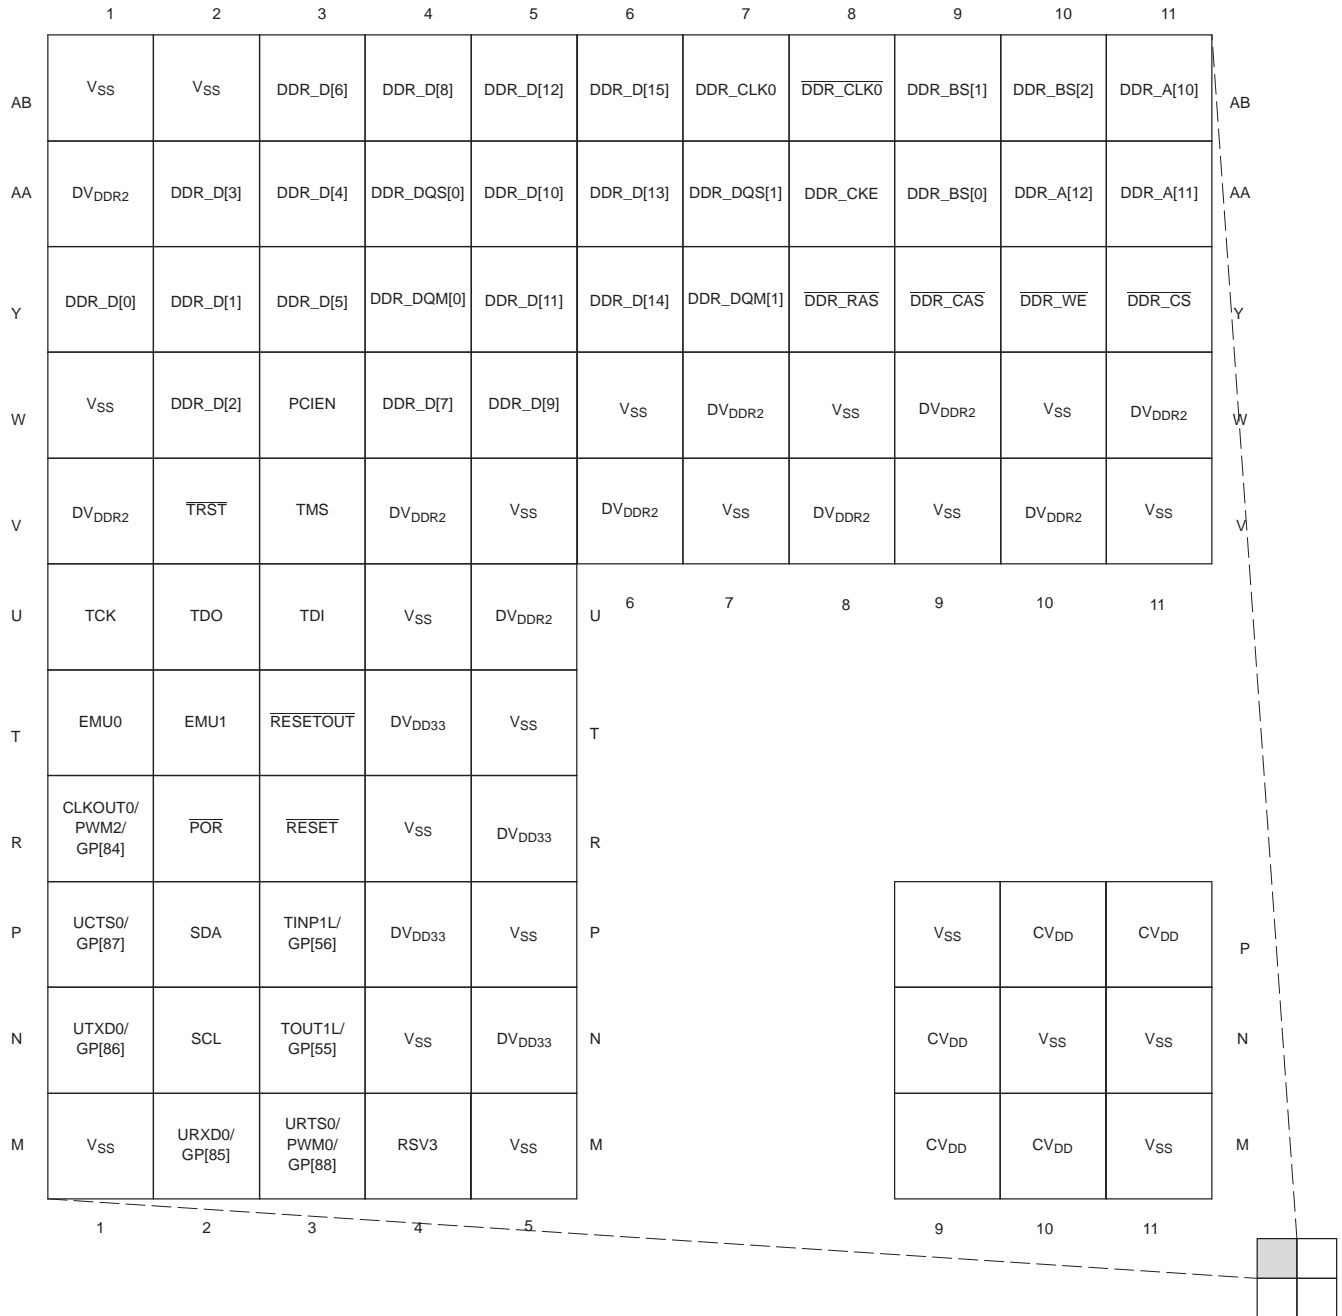 1 2 3 4 5 6 7 8 9 10 11
AB VSS VSS DDR_D[6] DDR_D[8] DDR_D[12] DDR_D[15] DDR_CLK0 DDR_CLK0 DDR_BS[1] DDR_BS[2] DDR_A[10] AB
AA DVDDR2 DDR_D[3] DDR_D[4] DDR_DQS[0] DDR_D[10] DDR_D[13] DDR_DQS[1] DDR_CKE DDR_BS[0] DDR_A[12] DDR_A[11] AA
Y DDR_D[0] DDR_D[1] DDR_D[5] DDR_DQM[0] DDR_D[11] DDR_D[14] DDR_DQM[1] DDR_RAS DDR_CAS DDR_WE DDR_CS Y
W VSS DDR_D[2] PCIEN DDR_D[7] DDR_D[9] VSS DVDDR2 VSS DVDDR2 VSS DVDDR2 W
V DVDDR2 TRST TMS DVDDR2 VSS DVDDR2 VSS DVDDR2 VSS DVDDR2 VSS V
U TCK TDO TDI VSS DVDDR2 U 6 7 8 9 10 11
T EMU0 EMU1 RESETOUT DVDD33 VSS T
CLKOUT0/
R PWM2/ POR RESET VSS DVDD33 R
GP[84]
P UCTS0/ SDA TINP1L/ DVDD33 VSS P VSS CVDD CVDD P
GP[87] GP[56]
N UTXD0/ SCL TOUT1L/ VSS DVDD33 N CVDD VSS VSS N
GP[86] GP[55]
URTS0/
M VSS URXD0/ PWM0/ RSV3 VSS M CVDD CVDD VSS M
GP[85] GP[88]
1 2 3 4 5 9 10 11